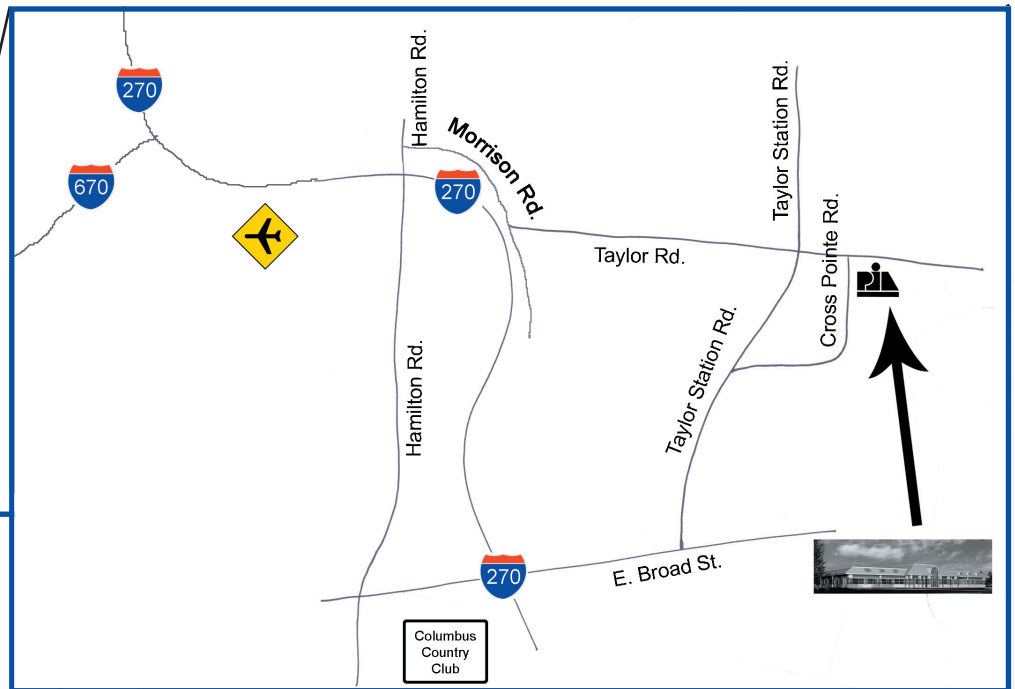 270
670
Hamilton Rd.
Morrison Rd.
270
Taylor Station Rd.
Taylor Rd.
Cross Pointe Rd.
PJL
Hamilton Rd.
Taylor Station Rd.
270
E. Broad St.
Columbus
Country
Club